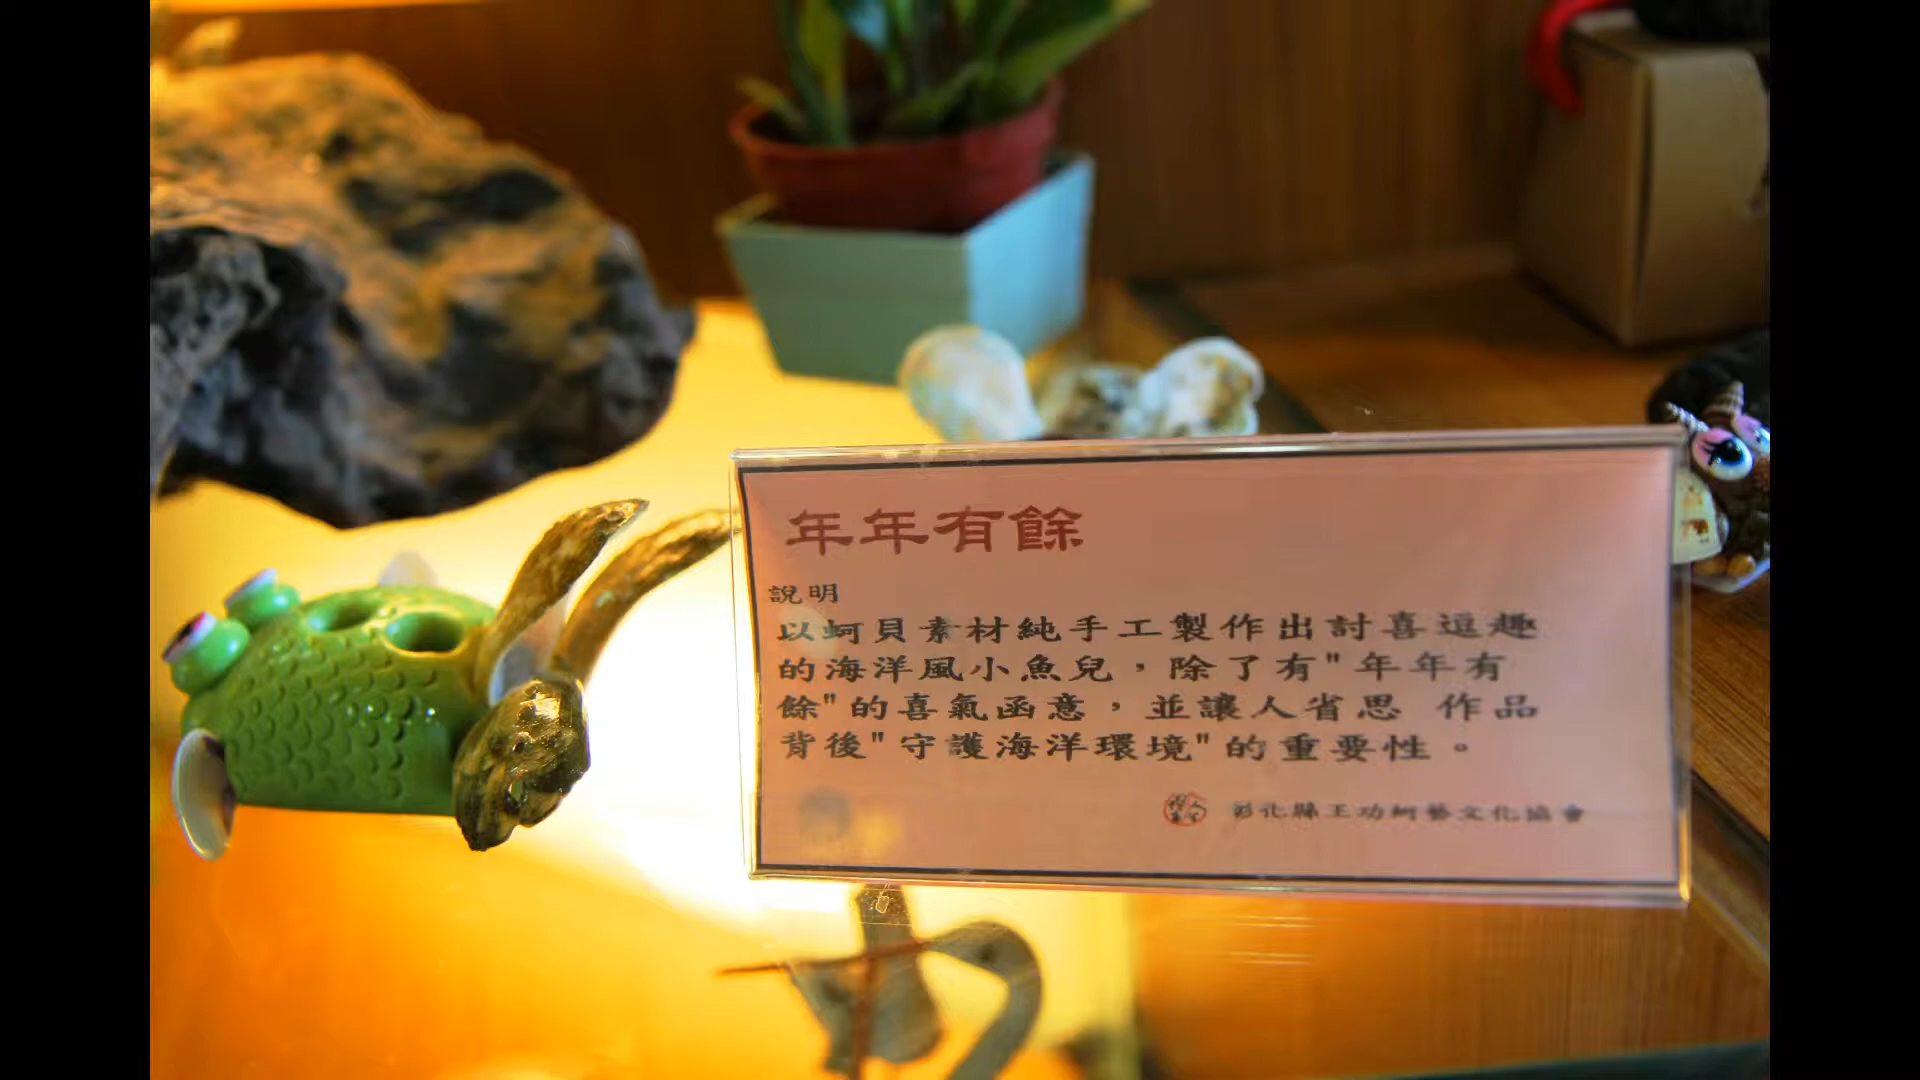 年年有餘
說明
以蚵貝素材純手工製作出討喜逗趣
的海洋風小魚兒，除了有"年年有
餘"的喜氣函意，並讓人省思 作品
背後"守護海洋環境"的重要性。
彰化縣王功蚵藝文化協會